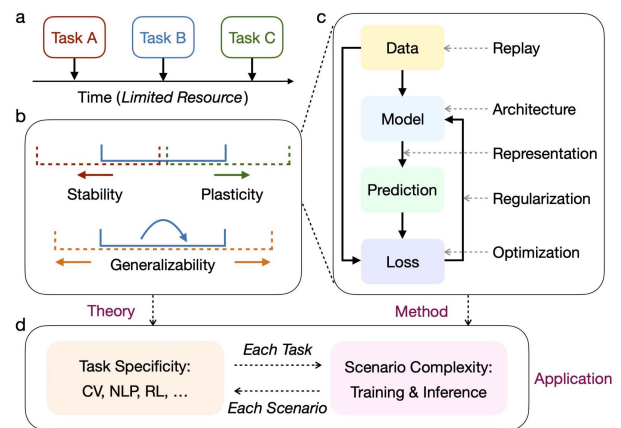 a
Task A
Task B
Task C
Time (Limited Resource)
b
Stability
Plasticity
Generalizability
c
Data
Replay
Model
Architecture
Representation
Prediction
Regularization
Loss
Optimization
Theory
Method
d
Task Specificity:
CV, NLP, RL, ...
Each Task
Each Scenario
Scenario Complexity:
Training & Inference
Application